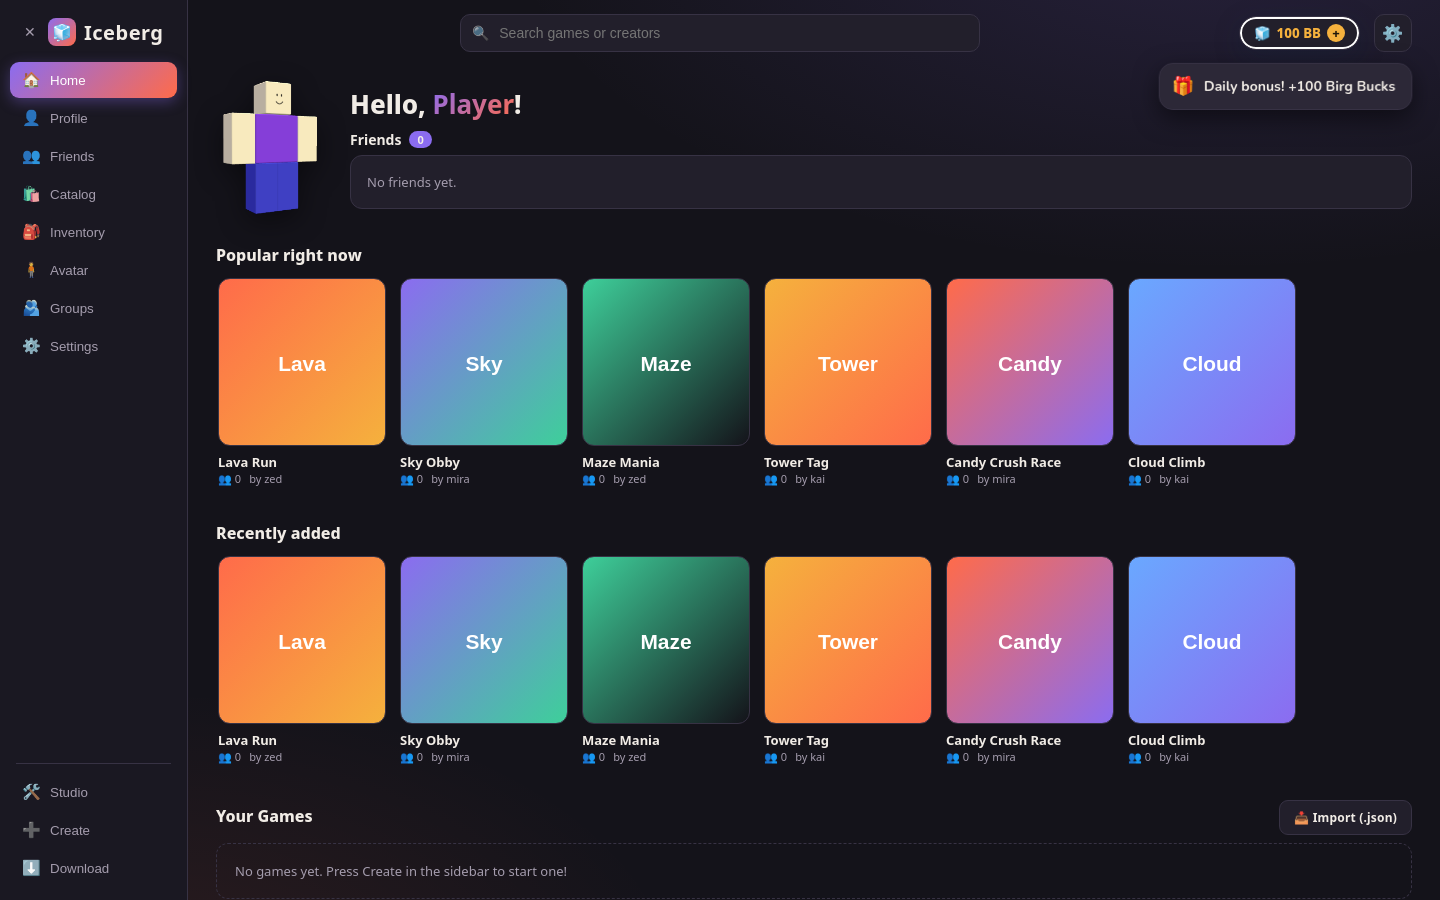 ✕ Iceberg
Home
Profile
Friends
Catalog
Inventory
Avatar
Groups
Settings
Studio
Create
Download
Search games or creators
100 BB +
Daily bonus! +100 Birg Bucks
Hello, Player!
Friends 0
No friends yet.
Popular right now
Lava
Sky
Maze
Tower
Candy
Cloud
Lava Run
0 by zed
Sky Obby
0 by mira
Maze Mania
0 by zed
Tower Tag
0 by kai
Candy Crush Race
0 by mira
Cloud Climb
0 by kai
Recently added
Lava
Sky
Maze
Tower
Candy
Cloud
Lava Run
0 by zed
Sky Obby
0 by mira
Maze Mania
0 by zed
Tower Tag
0 by kai
Candy Crush Race
0 by mira
Cloud Climb
0 by kai
Your Games
Import (.json)
No games yet. Press Create in the sidebar to start one!